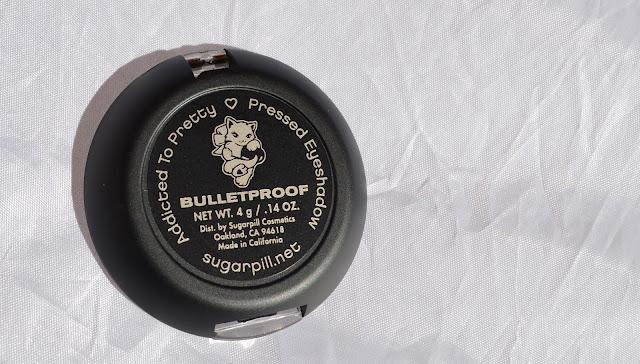 Addicted To Pretty ♡ Pressed Eyeshadow
BULLETPROOF
NET WT. 4 g / .14 OZ.
Dist. by Sugarpill Cosmetics
Oakland, CA 94618
Made in California
sugarpill.net